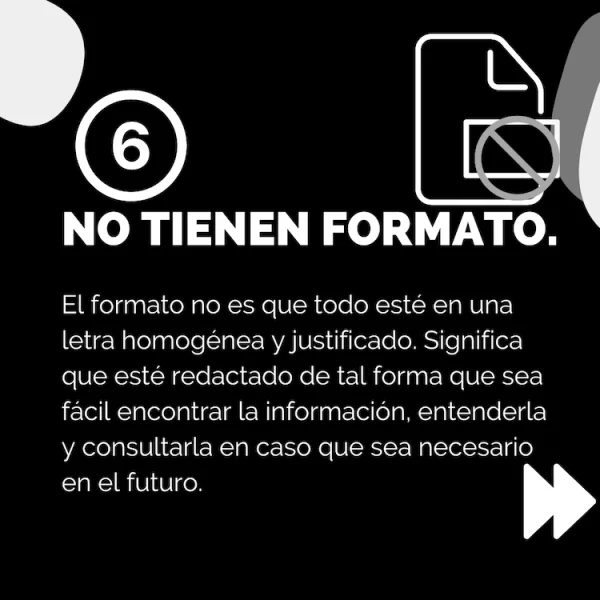 6
NO TIENEN FORMATO.
El formato no es que todo esté en una
letra homogénea y justificado. Significa
que esté redactado de tal forma que sea
fácil encontrar la información, entenderla
y consultarla en caso que sea necesario
en el futuro.